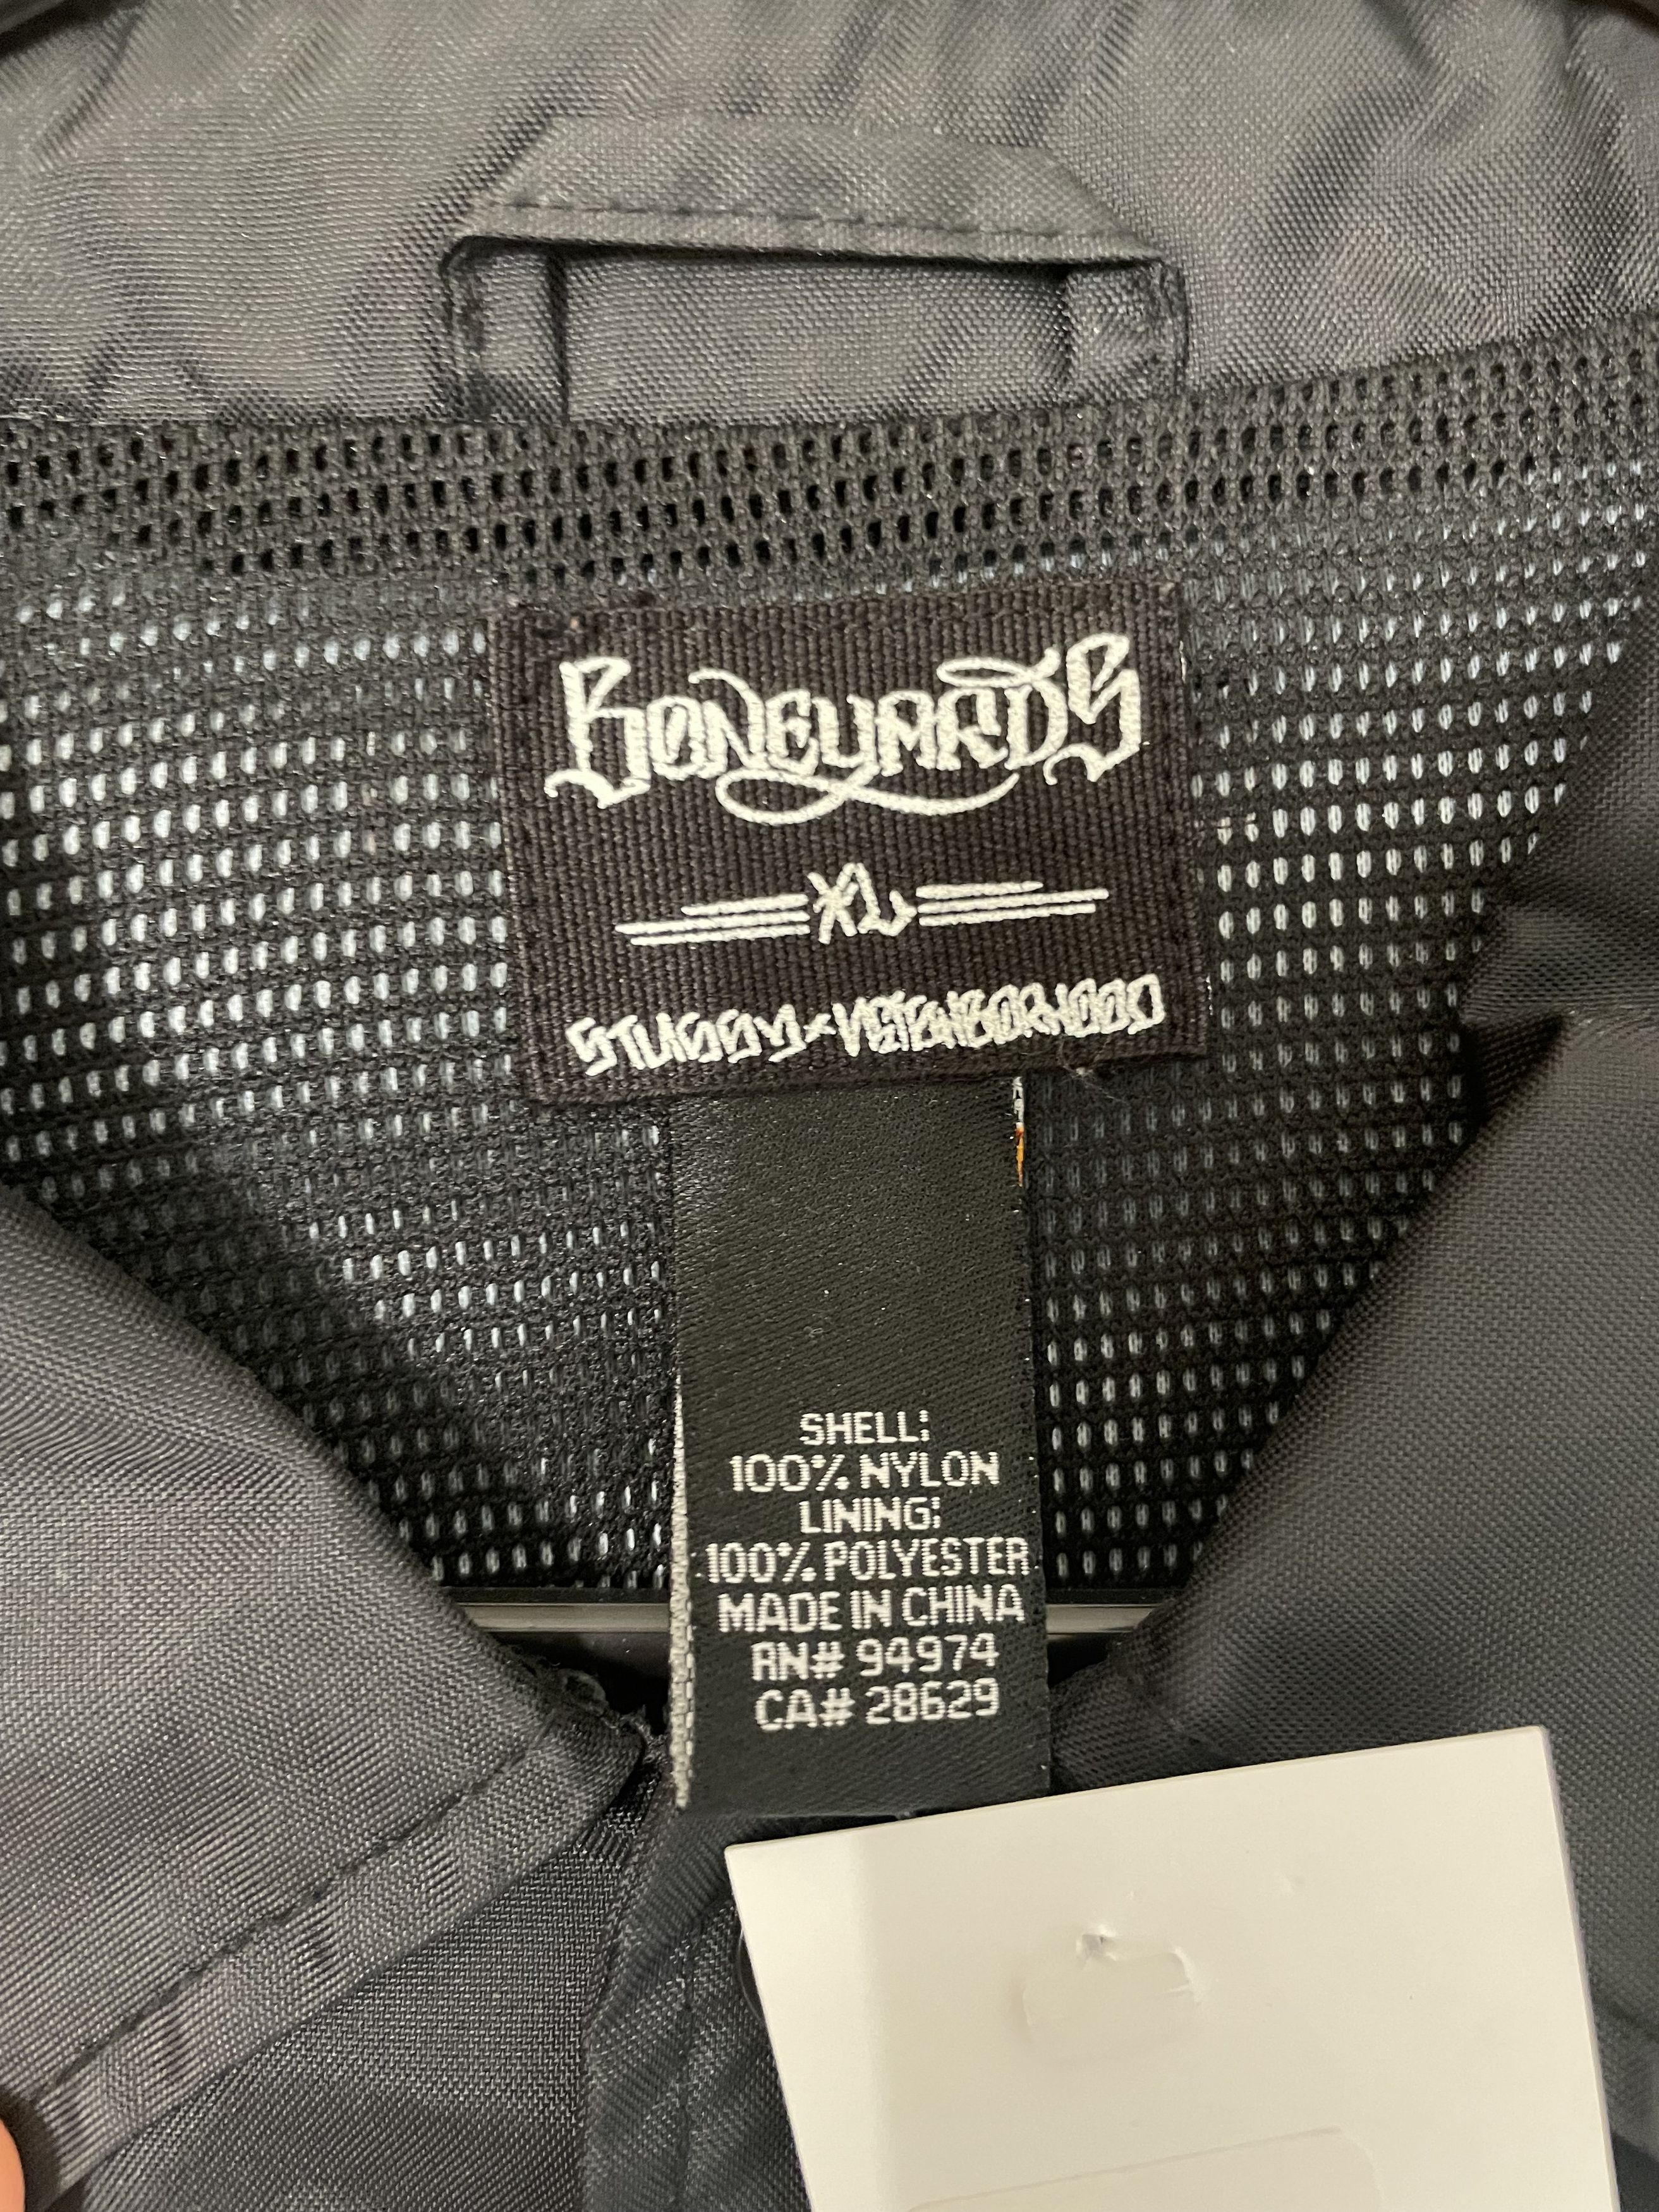 BONEYARDS
XL
STUSSY × NEIGHBORHOOD
SHELL:
100% NYLON
LINING:
100% POLYESTER
MADE IN CHINA
RN# 94974
CA# 28629